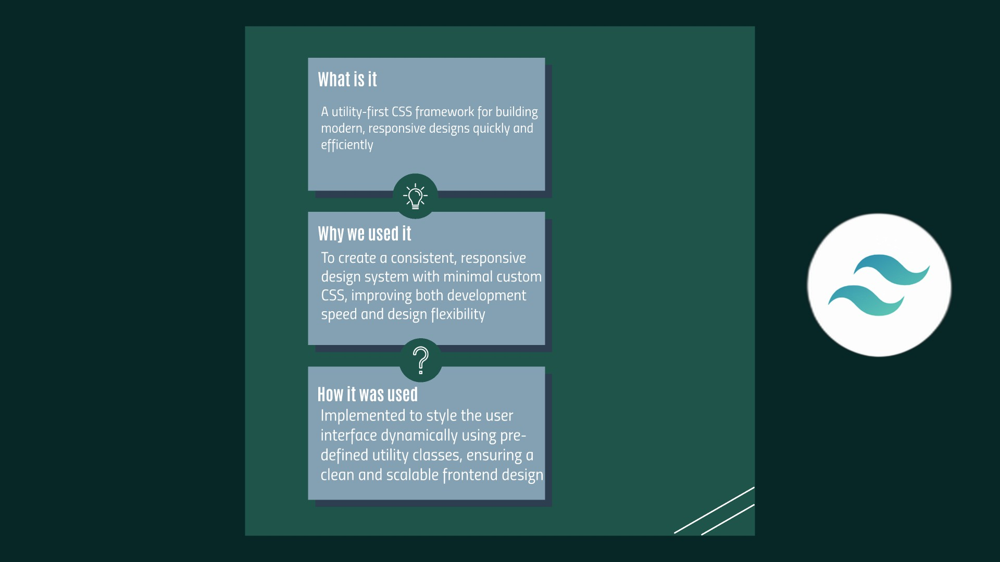 What is it
A utility-first CSS framework for building
modern, responsive designs quickly and
efficiently
Why we used it
To create a consistent, responsive
design system with minimal custom
CSS, improving both development
speed and design flexibility
How it was used
Implemented to style the user
interface dynamically using pre-
defined utility classes, ensuring a
clean and scalable frontend design